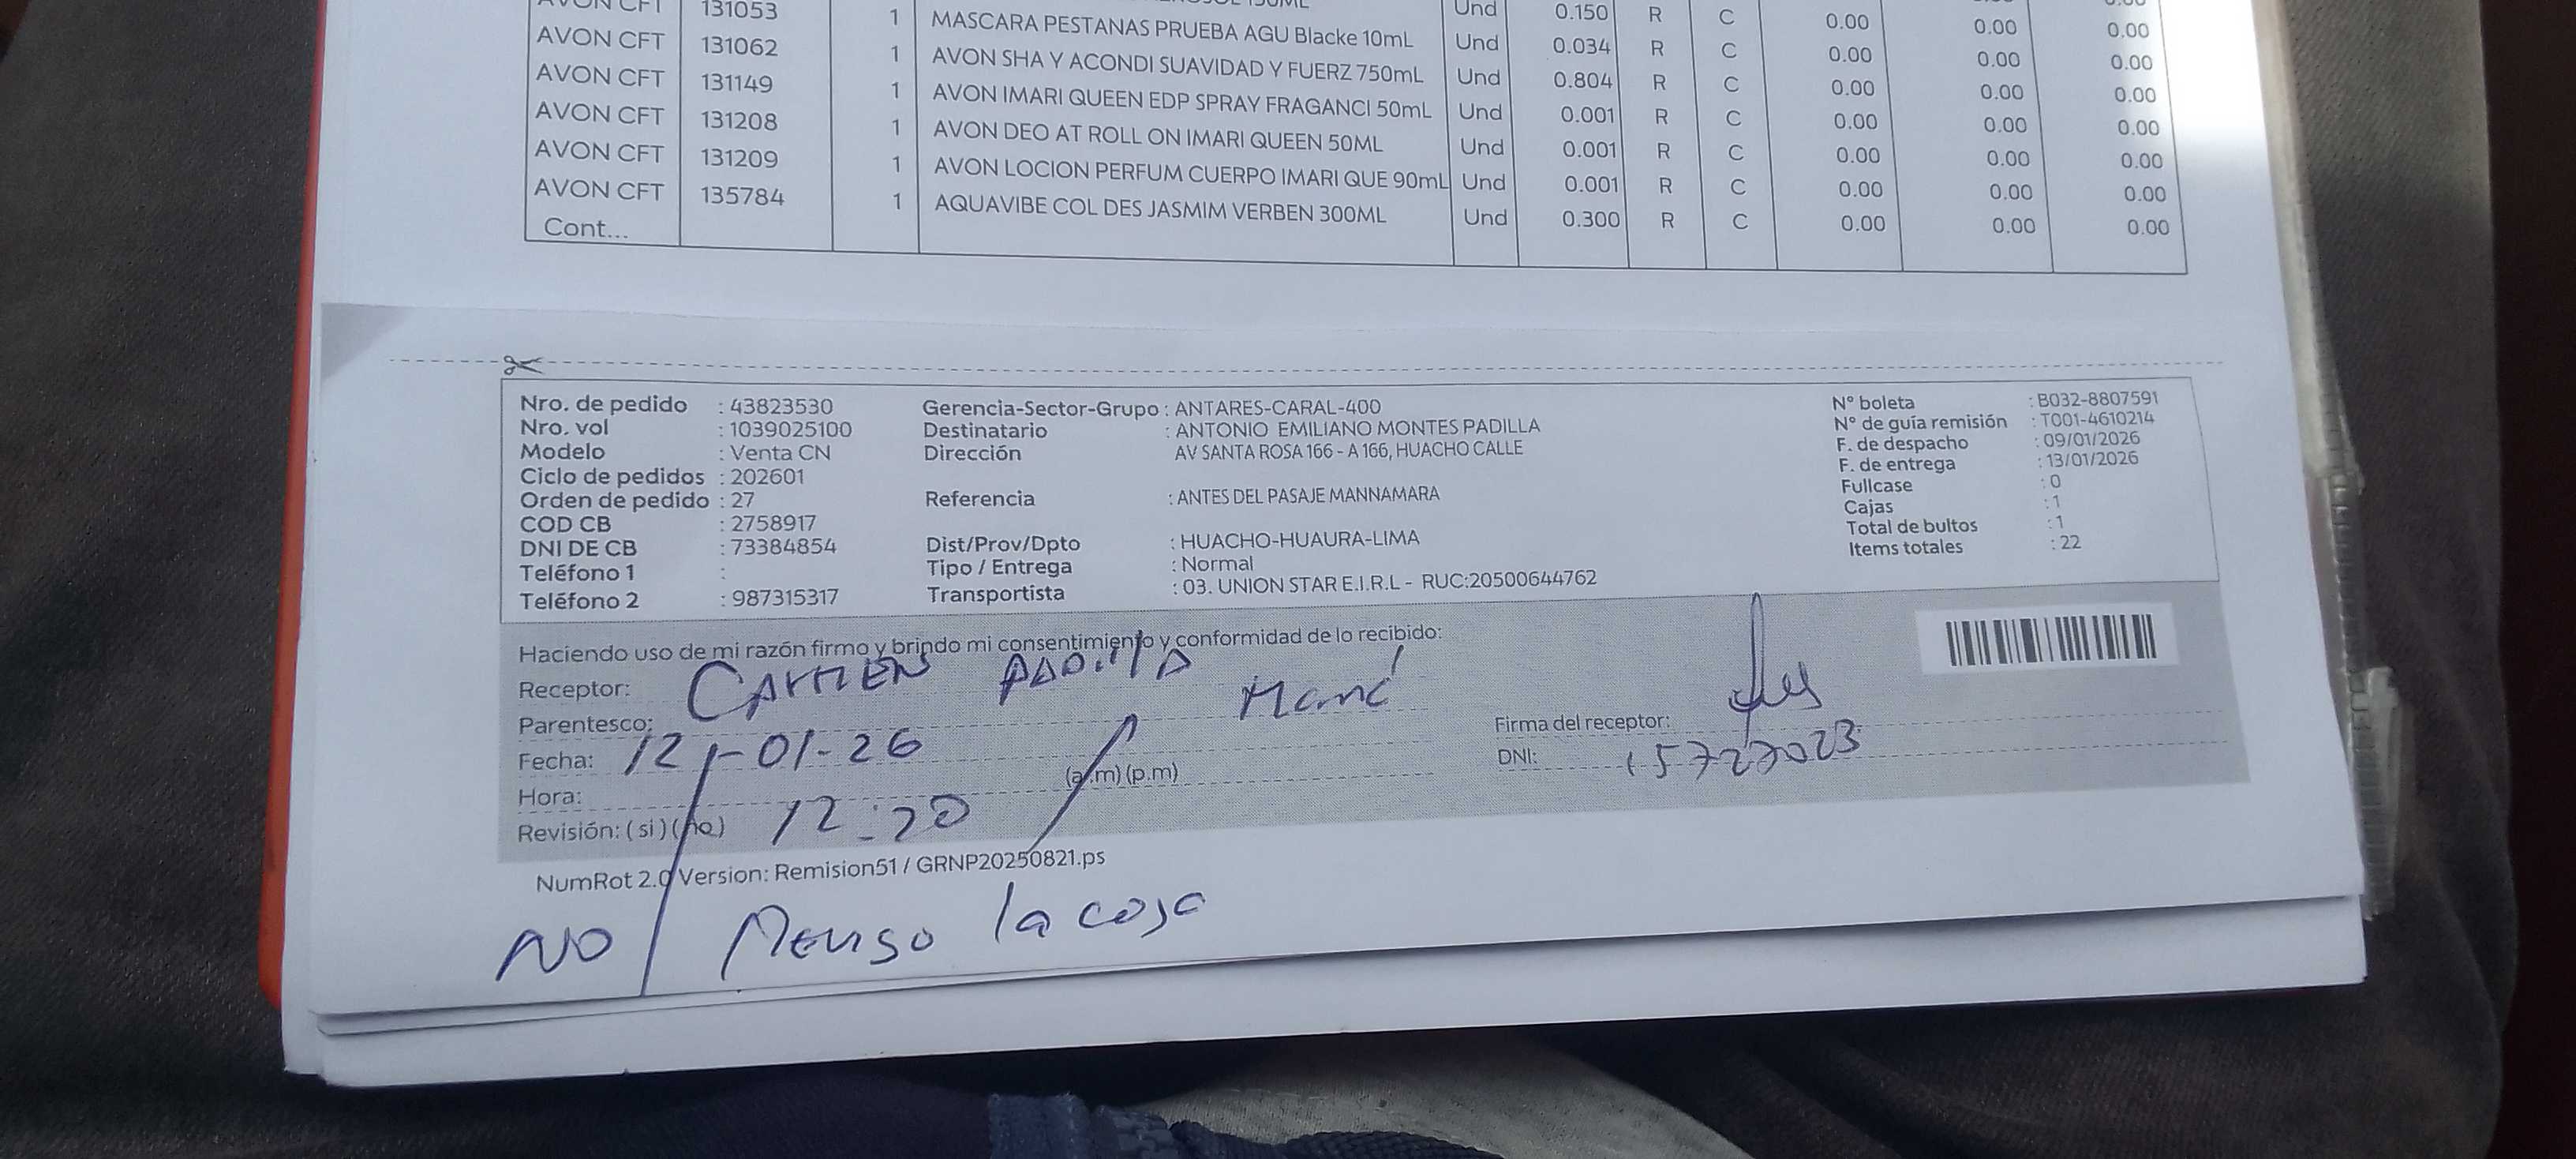 AVON CFT 131053 1 MASCARA PESTANAS PRUEBA AGU Blacke 10mL Und 0.150 R C 0.00 0.00 0.00
AVON CFT 131062 1 AVON SHA Y ACONDI SUAVIDAD Y FUERZ 750mL Und 0.034 R C 0.00 0.00 0.00
AVON CFT 131149 1 AVON IMARI QUEEN EDP SPRAY FRAGANCI 50mL Und 0.804 R C 0.00 0.00 0.00
AVON CFT 131208 1 AVON DEO AT ROLL ON IMARI QUEEN 50ML Und 0.001 R C 0.00 0.00 0.00
AVON CFT 131209 1 AVON LOCION PERFUM CUERPO IMARI QUE 90mL Und 0.001 R C 0.00 0.00 0.00
AVON CFT 135784 1 AQUAVIBE COL DES JASMIM VERBEN 300ML Und 0.001 R C 0.00 0.00 0.00
Cont... Und 0.300 R C 0.00 0.00 0.00
Nro. de pedido : 43823530 Gerencia-Sector-Grupo : ANTARES-CARAL-400 N° boleta : B032-8807591
Nro. vol : 1039025100 Destinatario : ANTONIO EMILIANO MONTES PADILLA N° de guía remisión : T001-4610214
Modelo : Venta CN Dirección AV SANTA ROSA 166 - A 166, HUACHO CALLE F. de despacho : 09/01/2026
Ciclo de pedidos : 202601 F. de entrega : 13/01/2026
Orden de pedido : 27 Referencia : ANTES DEL PASAJE MANNAMARA Fullcase : 0
COD CB : 2758917 Cajas : 1
DNI DE CB : 73384854 Dist/Prov/Dpto : HUACHO-HUAURA-LIMA Total de bultos : 1
Teléfono 1 : Tipo / Entrega : Normal Items totales : 22
Teléfono 2 : 987315317 Transportista : 03. UNION STAR E.I.R.L - RUC:20500644762
Haciendo uso de mi razón firmo y brindo mi consentimiento y conformidad de lo recibido:
Receptor: CARMEN PADILLA
Parentesco: Mamá Firma del receptor:
Fecha: 12-01-26 DNI: 15727023
Hora: 12:20 (a.m) (p.m)
Revisión: (si) (no)
NumRot 2.0 Version: Remision51 / GRNP20250821.ps
NO / la